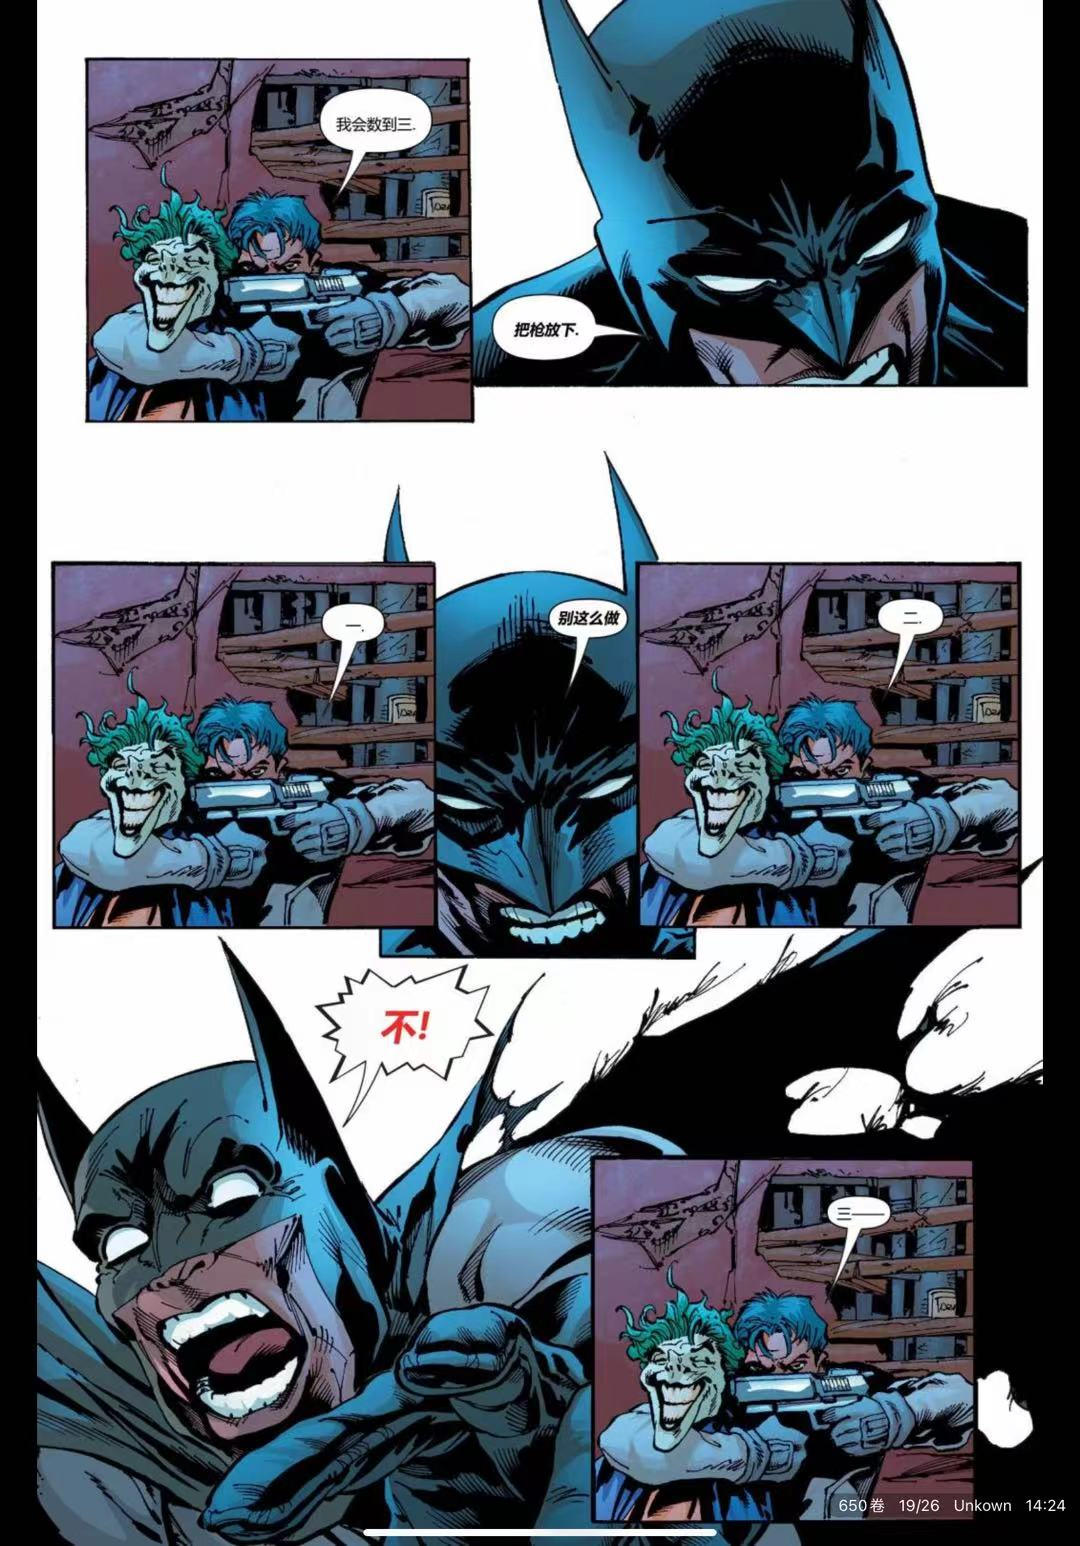 我会数到三.
把枪放下.
一.
别这么做
二.
不!
三——
650卷 19/26 Unkown 14:24